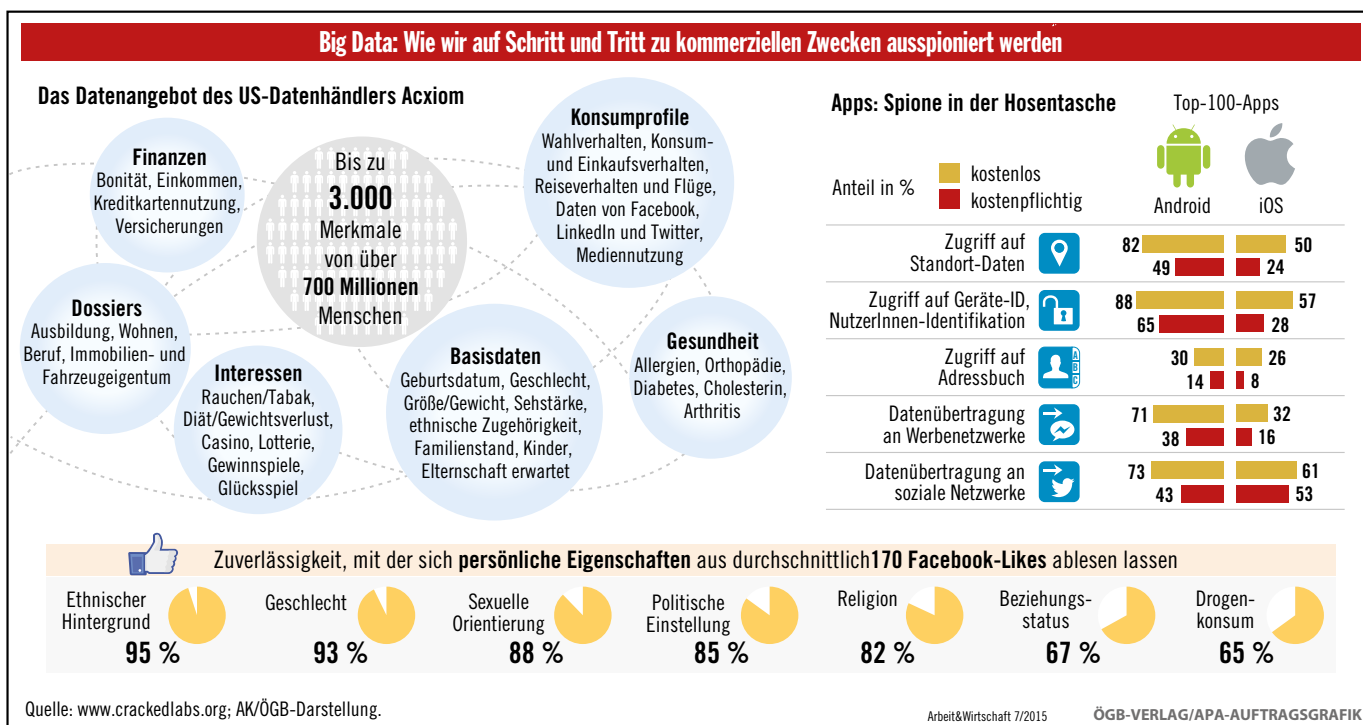 Big Data: Wie wir auf Schritt und Tritt zu kommerziellen Zwecken ausspioniert werden
Das Datenangebot des US-Datenhändlers Acxiom
Finanzen
Bonität, Einkommen,
Kreditkartennutzung,
Versicherungen
Bis zu
3.000
Merkmale
von über
700 Millionen
Menschen
Konsumprofile
Wahlverhalten, Konsum-
und Einkaufsverhalten,
Reiseverhalten und Flüge,
Daten von Facebook,
LinkedIn und Twitter,
Mediennutzung
Dossiers
Ausbildung, Wohnen,
Beruf, Immobilien- und
Fahrzeugeigentum
Interessen
Rauchen/Tabak,
Diät/Gewichtsverlust,
Casino, Lotterie,
Gewinnspiele,
Glücksspiel
Basisdaten
Geburtsdatum, Geschlecht,
Größe/Gewicht, Sehstärke,
ethnische Zugehörigkeit,
Familienstand, Kinder,
Elternschaft erwartet
Gesundheit
Allergien, Orthopädie,
Diabetes, Cholesterin,
Arthritis
Apps: Spione in der Hosentasche
Top-100-Apps
Anteil in %
kostenlos
kostenpflichtig
Android
iOS
Zugriff auf
Standort-Daten
82
50
49
24
Zugriff auf Geräte-ID,
NutzerInnen-Identifikation
88
57
65
28
Zugriff auf
Adressbuch
A
B
C
30
26
14
8
Datenübertragung
an Werbenetzwerke
71
32
38
16
Datenübertragung an
soziale Netzwerke
73
61
43
53
Zuverlässigkeit, mit der sich persönliche Eigenschaften aus durchschnittlich170 Facebook-Likes ablesen lassen
Ethnischer
Hintergrund
95 %
Geschlecht
93 %
Sexuelle
Orientierung
88 %
Politische
Einstellung
85 %
Religion
82 %
Beziehungs-
status
67 %
Drogen-
konsum
65 %
Quelle: www.crackedlabs.org; AK/ÖGB-Darstellung.
Arbeit&Wirtschaft 7/2015
ÖGB-VERLAG/APA-AUFTRAGSGRAFIK